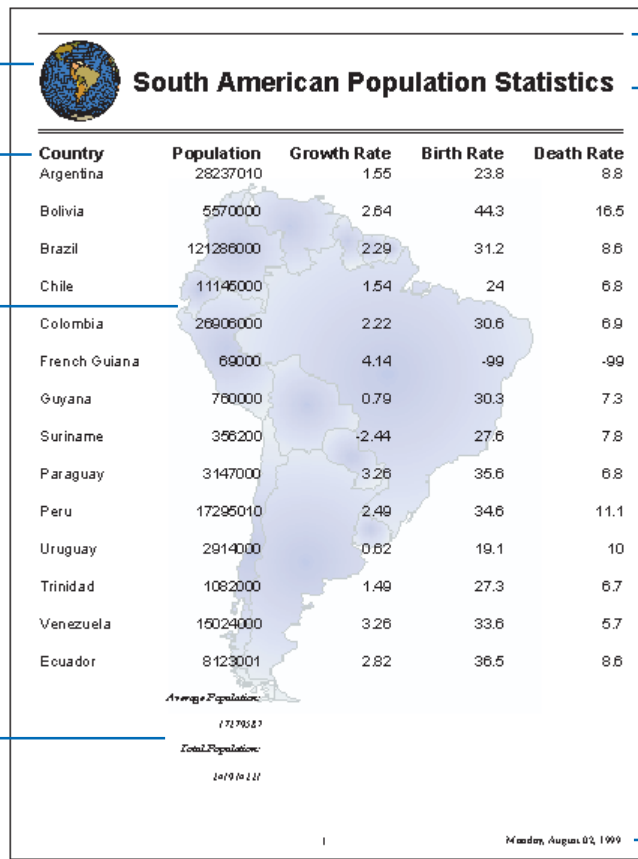 South American Population Statistics
Country Population Growth Rate Birth Rate Death Rate
Argentina 28237010 1.55 23.8 8.8
Bolivia 5570000 2.64 44.3 16.5
Brazil 121286000 2.29 31.2 8.6
Chile 11145000 1.54 24 6.8
Colombia 26906000 2.22 30.6 6.9
French Guiana 69000 4.14 -99 -99
Guyana 760000 0.79 30.3 7.3
Suriname 356200 -2.44 27.6 7.8
Paraguay 3147000 3.26 35.6 6.8
Peru 17295010 2.49 34.6 11.1
Uruguay 2914000 0.62 19.1 10
Trinidad 1082000 1.49 27.3 6.7
Venezuela 15024000 3.26 33.6 5.7
Ecuador 8123001 2.82 36.5 8.6
Average Population:
Total Population:
1 Monday, August 02, 1999